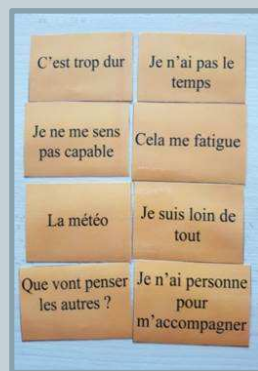 C'est trop dur
Je n'ai pas le
temps
Je ne me sens
pas capable
Cela me fatigue
La météo
Je suis loin de
tout
Que vont penser
les autres ?
Je n'ai personne
pour
m'accompagner